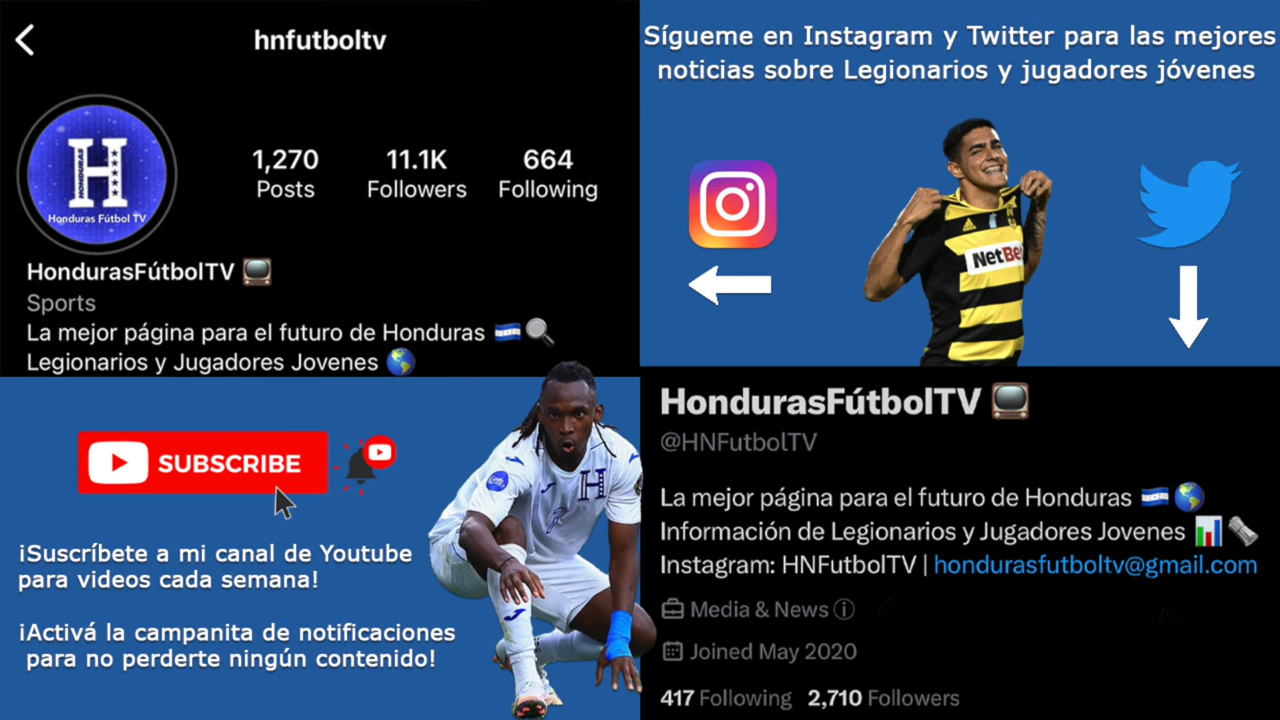 hnfutboltv
HONDURAS
H
Honduras Fútbol TV
1,270 11.1K 664
Posts Followers Following
HondurasFútbolTV
Sports
La mejor página para el futuro de Honduras
Legionarios y Jugadores Jovenes
Sígueme en Instagram y Twitter para las mejores
noticias sobre Legionarios y jugadores jóvenes
NetBe
SUBSCRIBE
¡Suscríbete a mi canal de Youtube
para videos cada semana!
¡Activá la campanita de notificaciones
para no perderte ningún contenido!
H
HondurasFútbolTV
@HNFutbolTV
La mejor página para el futuro de Honduras
Información de Legionarios y Jugadores Jovenes
Instagram: HNFutbolTV | hondurasfutboltv@gmail.com
Media & News
Joined May 2020
417 Following 2,710 Followers